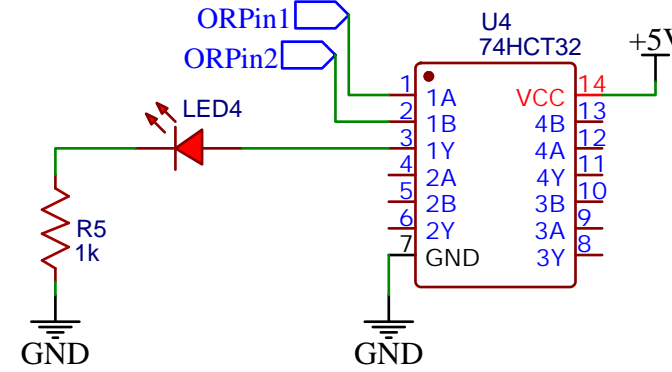 ORPin1
ORPin2
U4
74HCT32
+5V
LED4
1 1A VCC 14
2 1B 4B 13
3 1Y 4A 12
4 2A 4Y 11
5 2B 3B 10
6 2Y 3A 9
7 GND 3Y 8
R5
1k
GND
GND